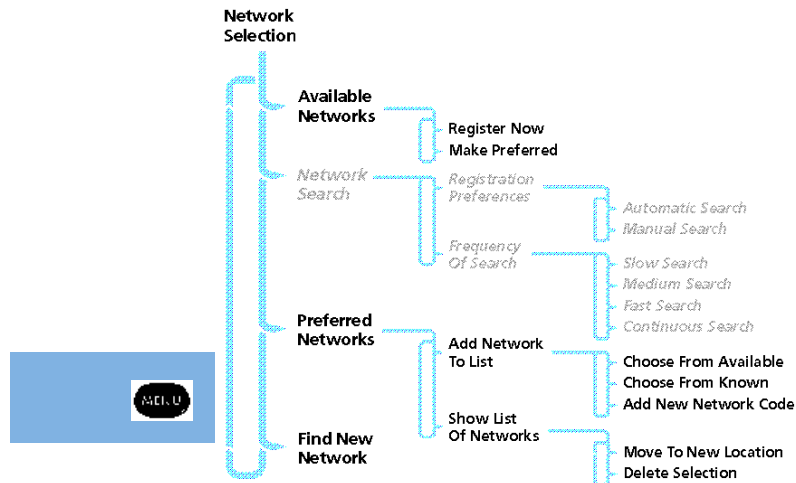 Network
Selection
Available
Networks
Register Now
Make Preferred
Network
Search
Registration
Preferences
Automatic Search
Manual Search
Frequency
Of Search
Slow Search
Medium Search
Fast Search
Continuous Search
Preferred
Networks
Add Network
To List
Choose From Available
Choose From Known
Add New Network Code
MENU
Show List
Of Networks
Find New
Network
Move To New Location
Delete Selection